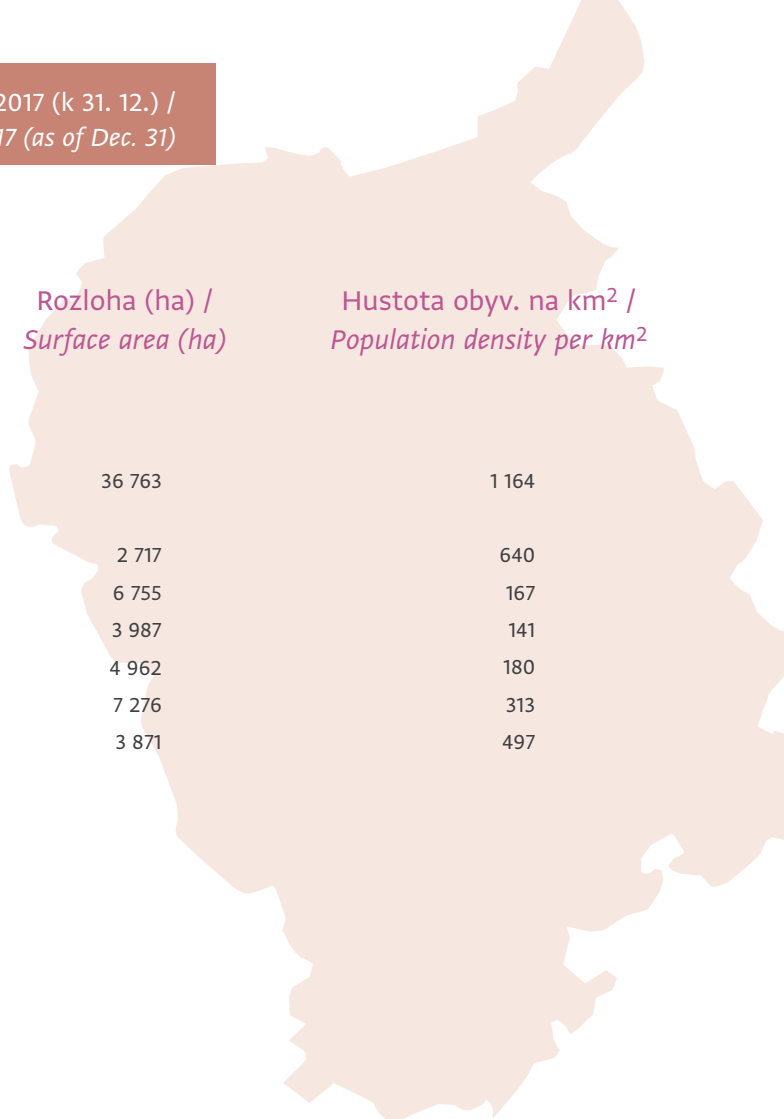 2017 (k 31. 12.) /
17 (as of Dec. 31)
Rozloha (ha) / Hustota obyv. na km² /
Surface area (ha) Population density per km²
36 763 1 164
2 717 640
6 755 167
3 987 141
4 962 180
7 276 313
3 871 497